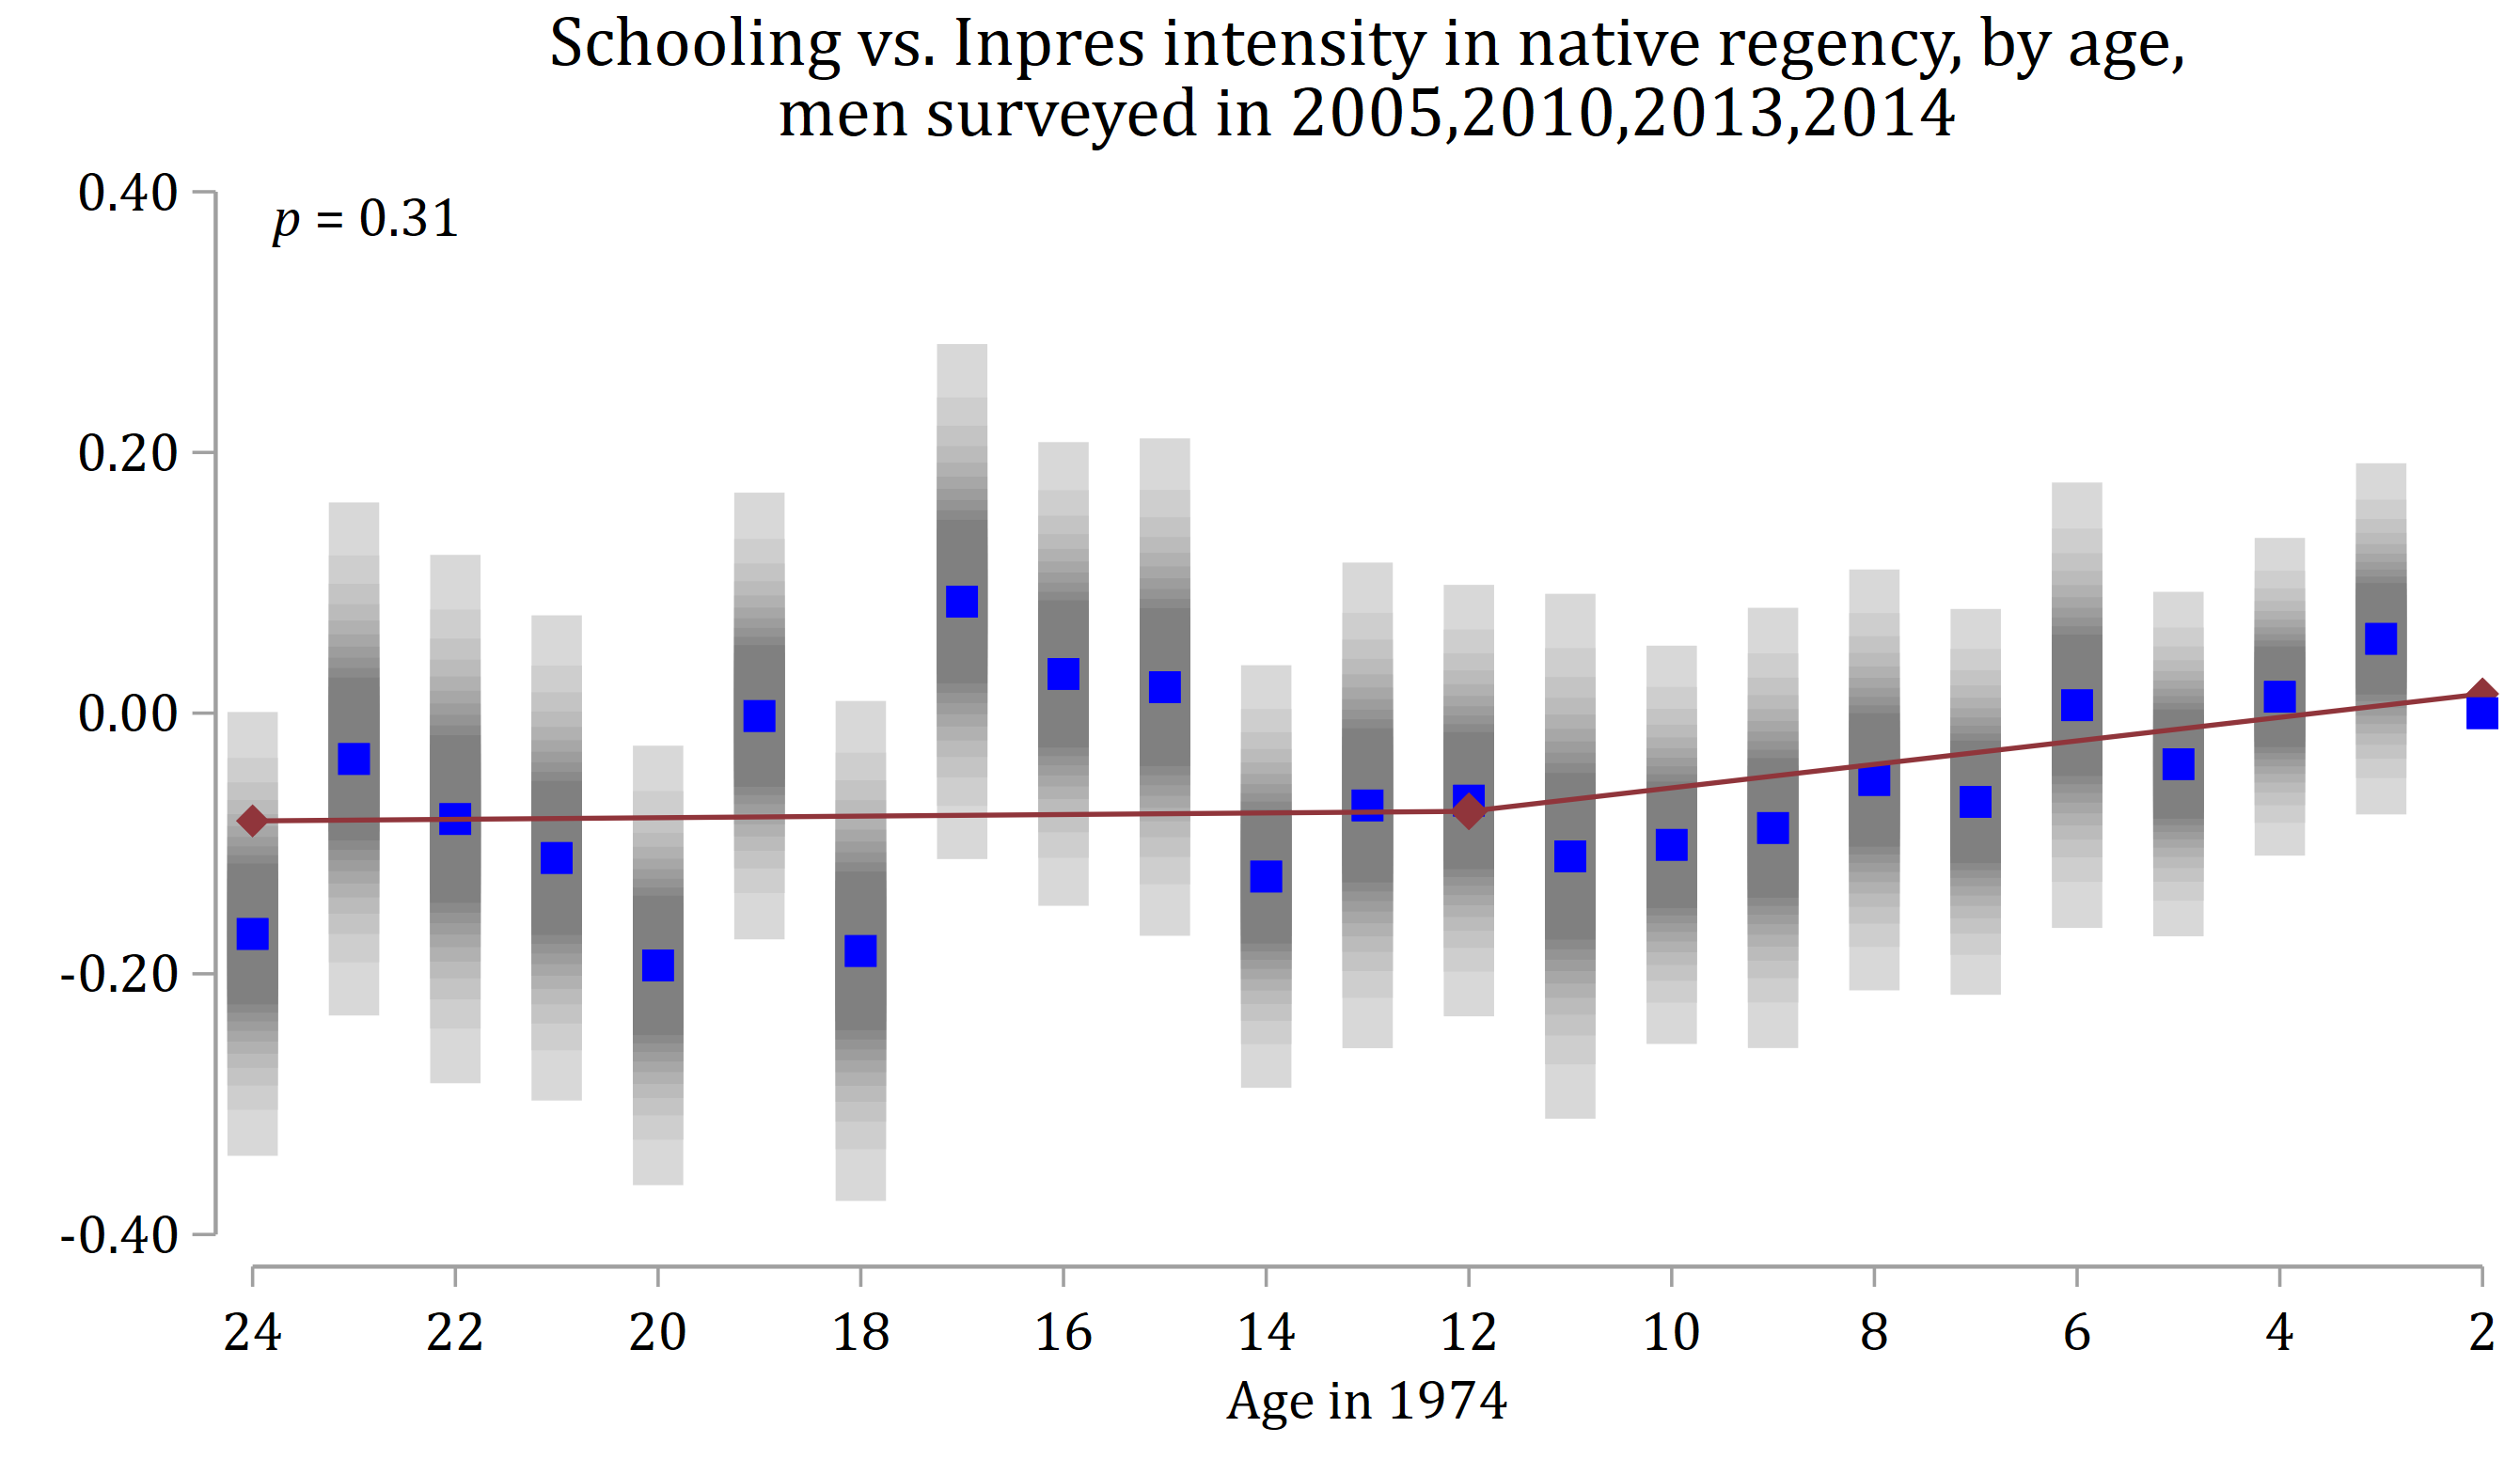 Schooling vs. Inpres intensity in native regency, by age,
men surveyed in 2005,2010,2013,2014
p = 0.31
0.40
0.20
0.00
-0.20
-0.40
24 22 20 18 16 14 12 10 8 6 4 2
Age in 1974